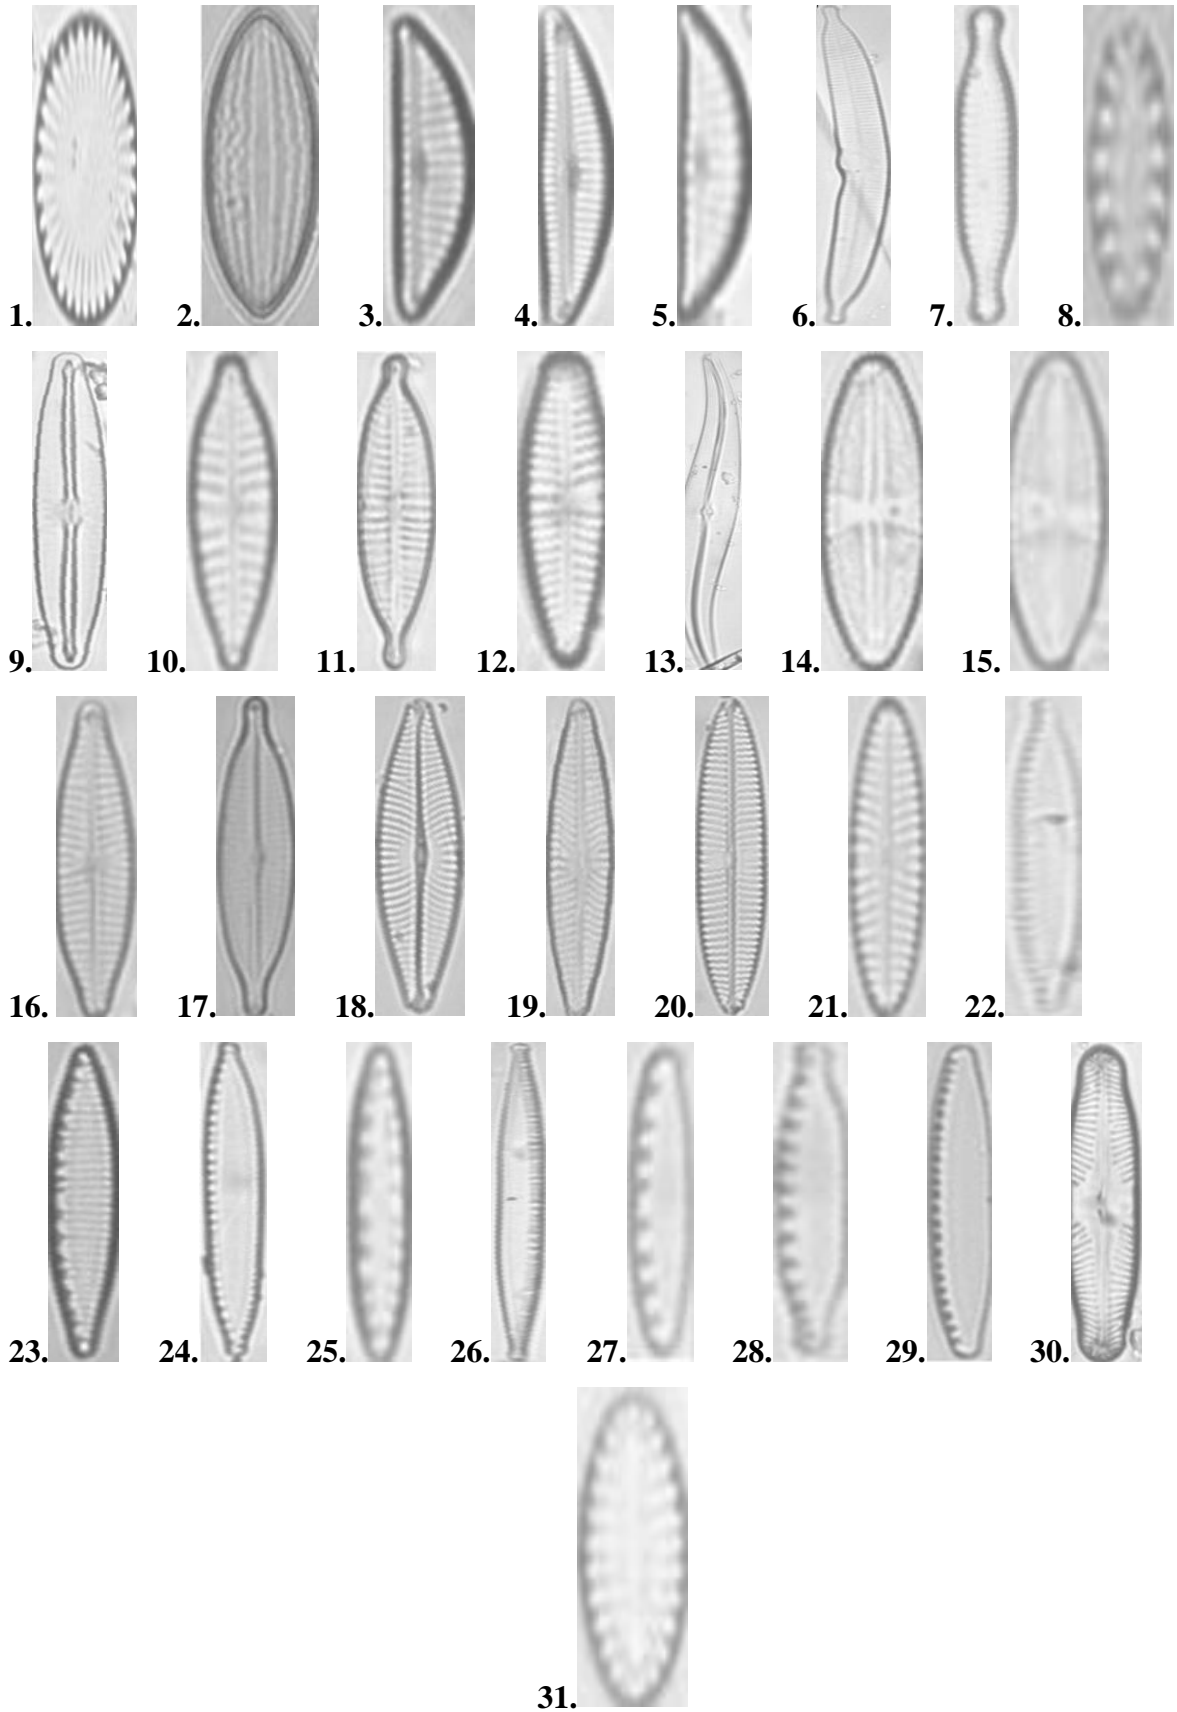 1. 2. 3. 4. 5. 6. 7. 8.
9. 10. 11. 12. 13. 14. 15.
16. 17. 18. 19. 20. 21. 22.
23. 24. 25. 26. 27. 28. 29. 30.
31.